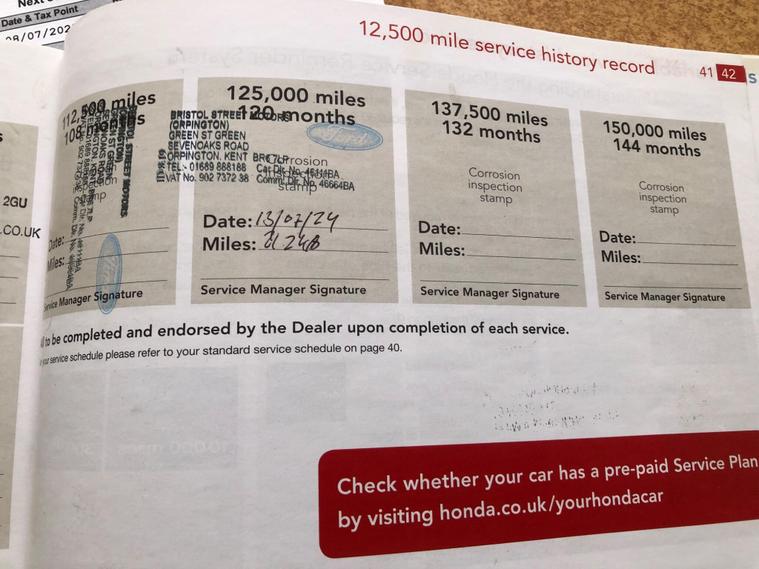 Date & Tax Point
08/07/202
12,500 mile service history record
41 42
S
2GU
.CO.UK
112,500 miles
108 months
Date:
Miles:
Service Manager Signature
125,000 miles
120 months
BRISTOL STREET MOTORS
(ORPINGTON)
GREEN ST GREEN
SEVENOAKS ROAD
ORPINGTON, KENT
TEL:- 01689 888188
VAT No. 902 7372 38
Ford
Corrosion
stamp
Date: 13/07/24
Miles:
Service Manager Signature
137,500 miles
132 months
Corrosion
inspection
stamp
Date:
Miles:
Service Manager Signature
150,000 miles
144 months
Corrosion
inspection
stamp
Date:
Miles:
Service Manager Signature
to be completed and endorsed by the Dealer upon completion of each service.
service schedule please refer to your standard service schedule on page 40.
Check whether your car has a pre-paid Service Plan
by visiting honda.co.uk/yourhondacar